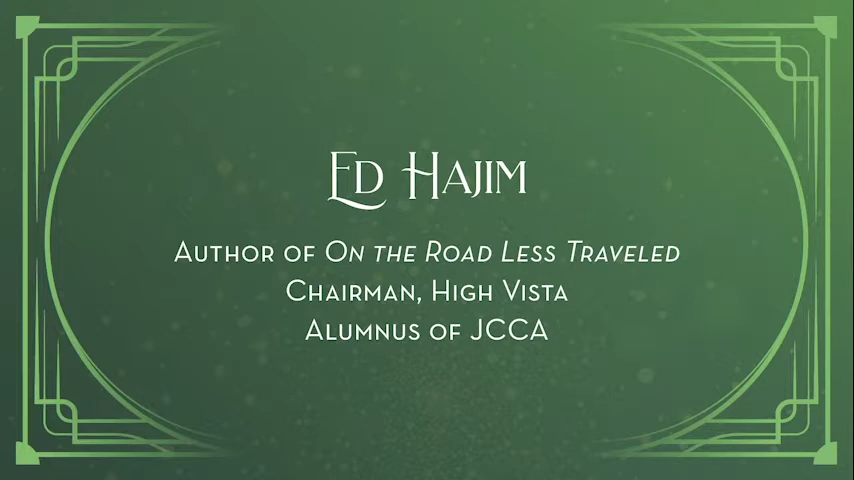 Ed Hajim
Author of On the Road Less Traveled
Chairman, High Vista
Alumnus of JCCA